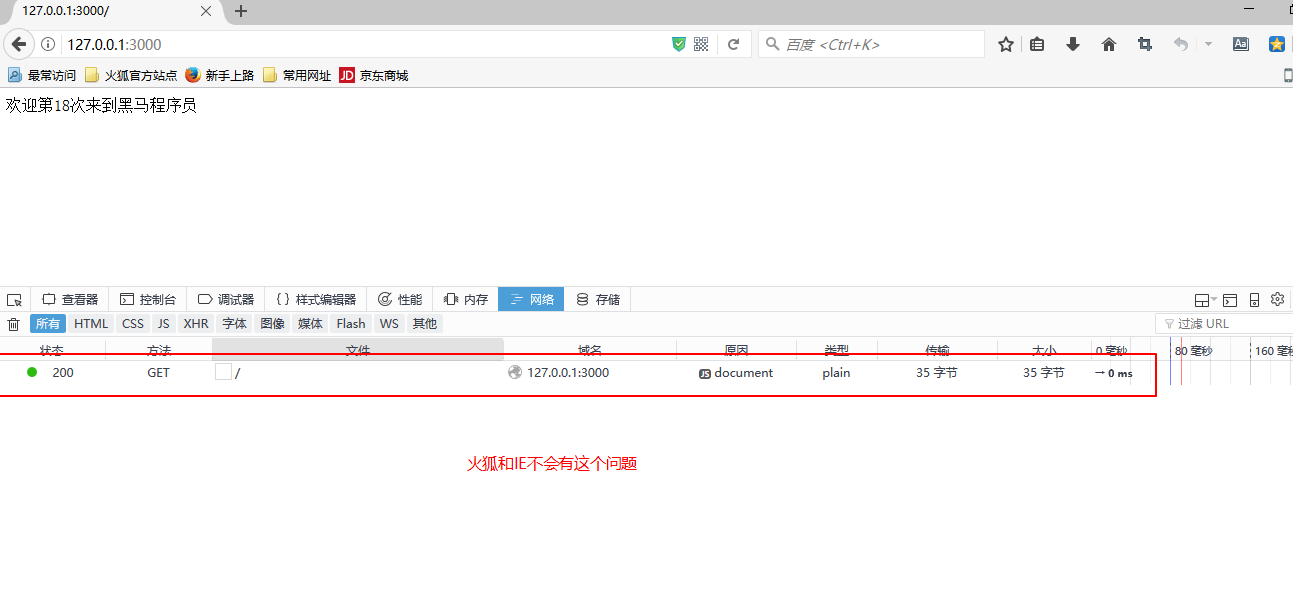 127.0.0.1:3000/
127.0.0.1:3000
百度 <Ctrl+K>
最常访问 火狐官方站点 新手上路 常用网址 JD 京东商城
欢迎第18次来到黑马程序员
查看器 控制台 调试器 {} 样式编辑器 性能 内存 网络 存储
所有 HTML CSS JS XHR 字体 图像 媒体 Flash WS 其他 过滤 URL
状态 方法 文件 域名 原因 类型 传输 大小 0 毫秒 80 毫秒 160 毫秒
200 GET / 127.0.0.1:3000 JS document plain 35 字节 35 字节 → 0 ms
火狐和IE不会有这个问题